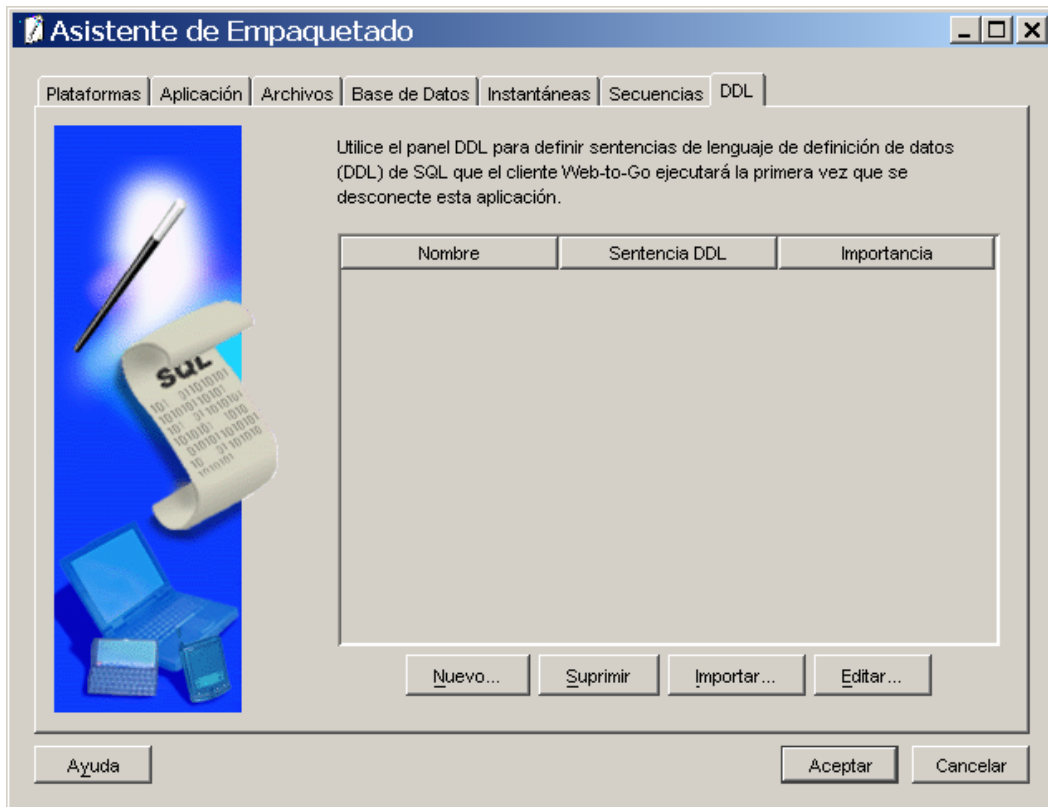 Asistente de Empaquetado
Plataformas Aplicación Archivos Base de Datos Instantáneas Secuencias DDL
Utilice el panel DDL para definir sentencias de lenguaje de definición de datos
(DDL) de SQL que el cliente Web-to-Go ejecutará la primera vez que se
desconecte esta aplicación.
Nombre Sentencia DDL Importancia
SQL
Nuevo... Suprimir Importar... Editar...
Ayuda Aceptar Cancelar